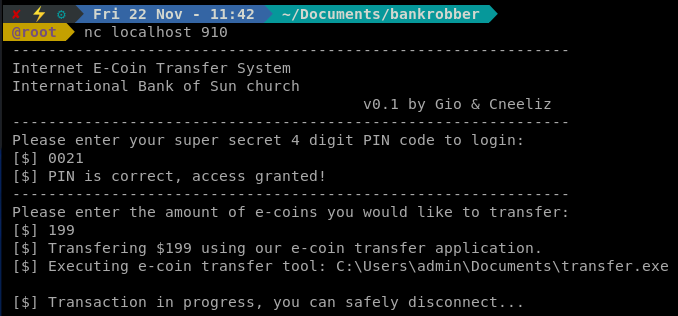 ✘ ⚡ ⚙ Fri 22 Nov - 11:42 ~/Documents/bankrobber
@root nc localhost 910
--------------------------------------------------------------
Internet E-Coin Transfer System
International Bank of Sun church
v0.1 by Gio & Cneeliz
--------------------------------------------------------------
Please enter your super secret 4 digit PIN code to login:
[$] 0021
[$] PIN is correct, access granted!
--------------------------------------------------------------
Please enter the amount of e-coins you would like to transfer:
[$] 199
[$] Transfering $199 using our e-coin transfer application.
[$] Executing e-coin transfer tool: C:\Users\admin\Documents\transfer.exe
[$] Transaction in progress, you can safely disconnect...